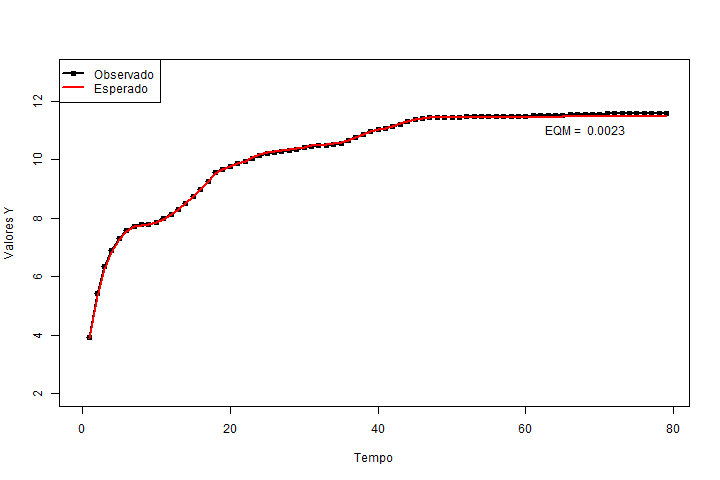 Observado
Esperado
12
10
8
6
4
2
Valores Y
EQM = 0.0023
0
20
40
60
80
Tempo